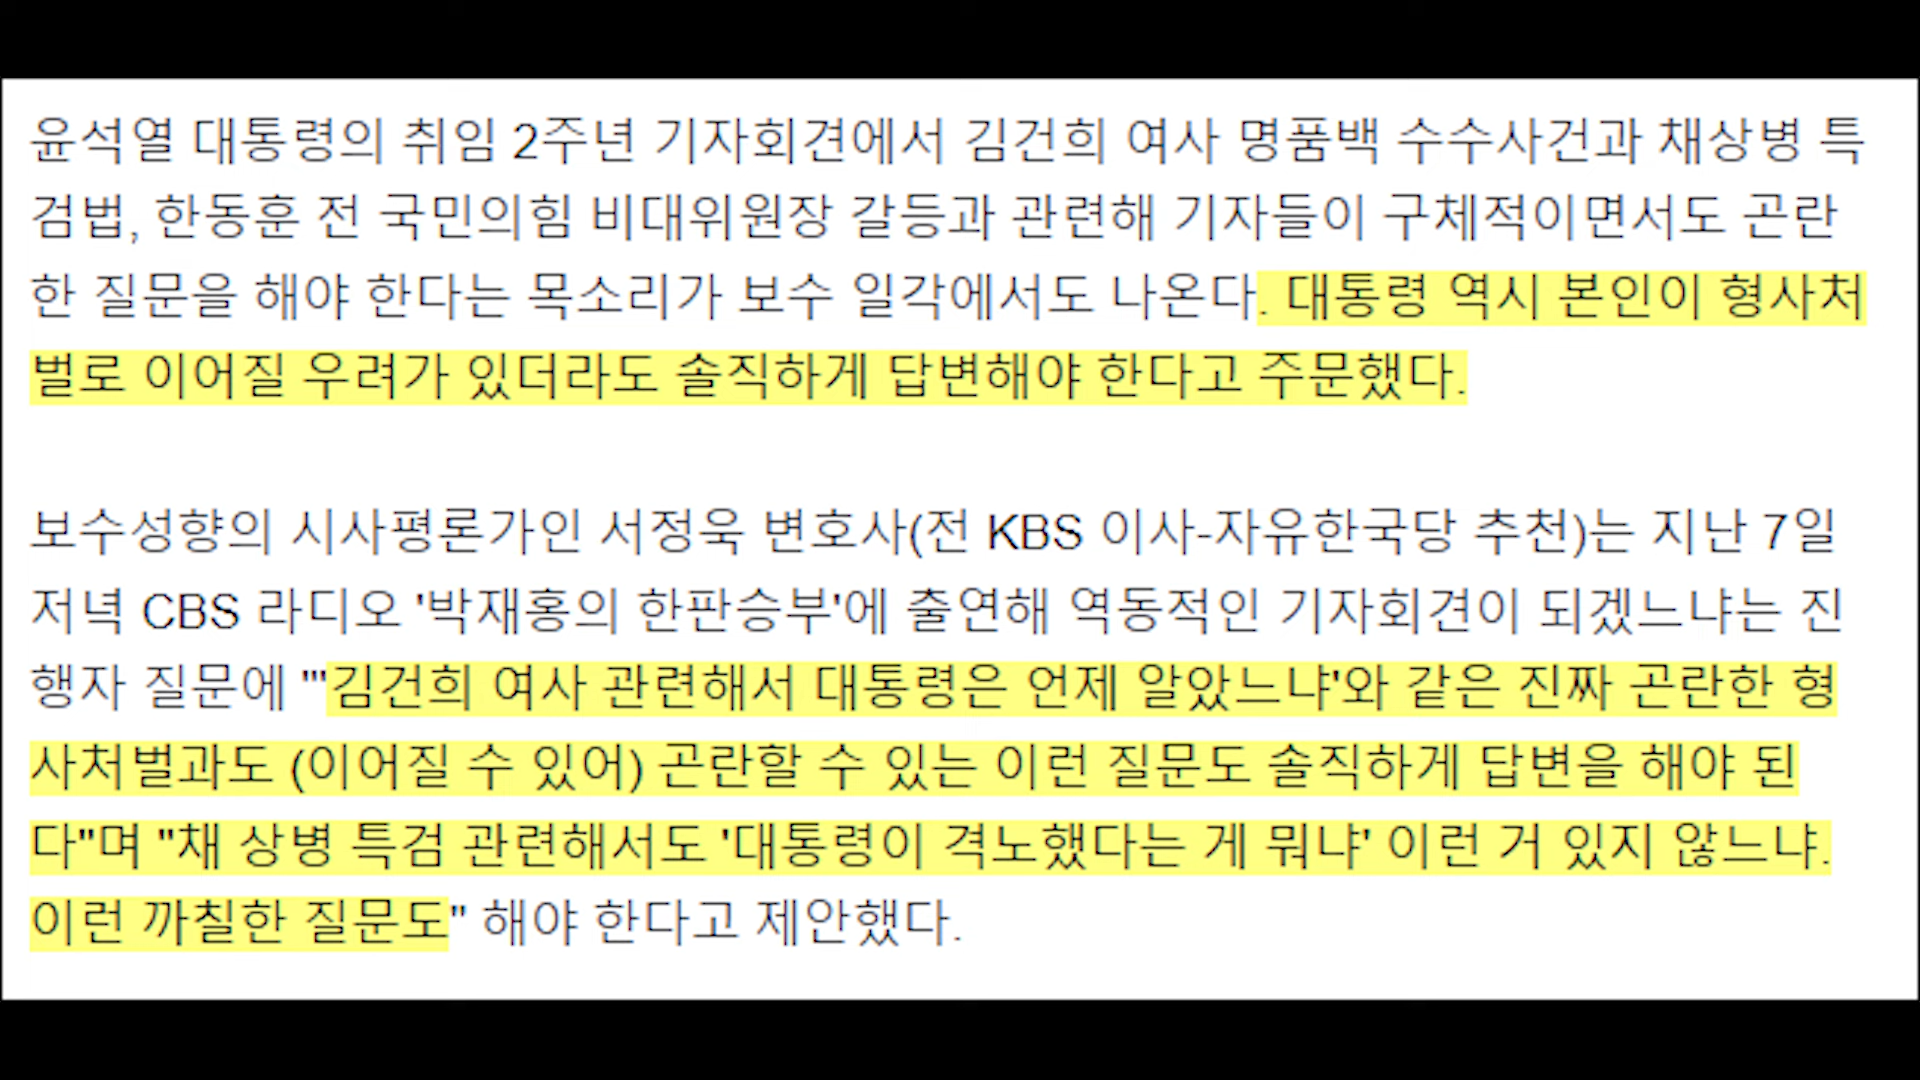 윤석열 대통령의 취임 2주년 기자회견에서 김건희 여사 명품백 수수사건과 채상병 특
검법, 한동훈 전 국민의힘 비대위원장 갈등과 관련해 기자들이 구체적이면서도 곤란
한 질문을 해야 한다는 목소리가 보수 일각에서도 나온다. 대통령 역시 본인이 형사처
벌로 이어질 우려가 있더라도 솔직하게 답변해야 한다고 주문했다.
보수성향의 시사평론가인 서정욱 변호사(전 KBS 이사-자유한국당 추천)는 지난 7일
저녁 CBS 라디오 '박재홍의 한판승부'에 출연해 역동적인 기자회견이 되겠느냐는 진
행자 질문에 "'김건희 여사 관련해서 대통령은 언제 알았느냐'와 같은 진짜 곤란한 형
사처벌과도 (이어질 수 있어) 곤란할 수 있는 이런 질문도 솔직하게 답변을 해야 된
다"며 "채 상병 특검 관련해서도 '대통령이 격노했다는 게 뭐냐' 이런 거 있지 않느냐.
이런 까칠한 질문도" 해야 한다고 제안했다.